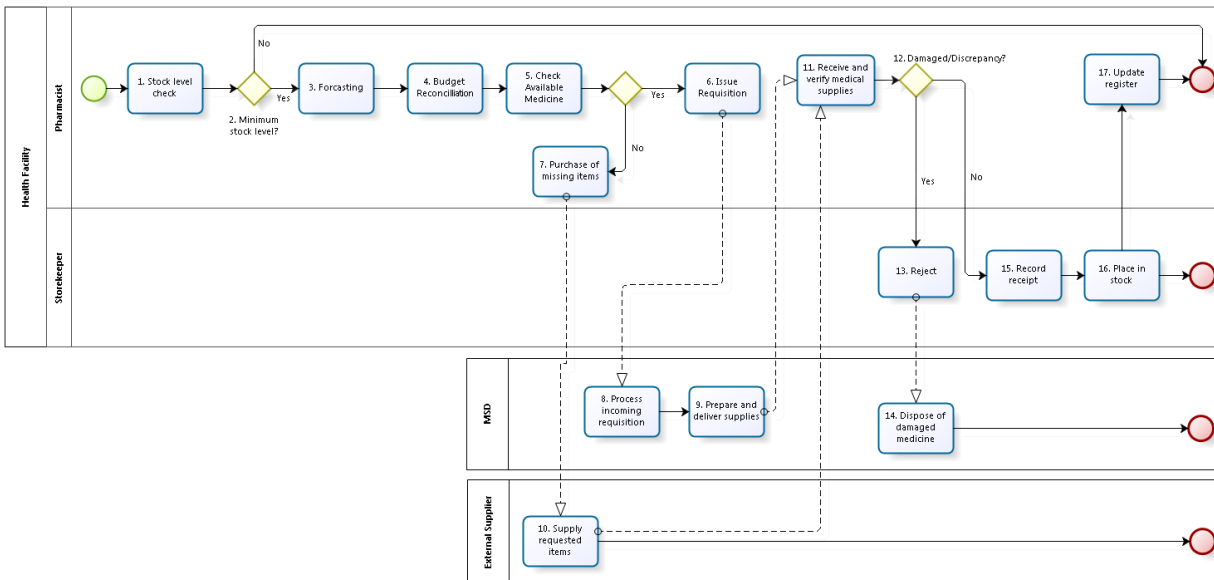 Health Facility
Pharmacist
Storekeeper
1. Stock level
check
2. Minimum
stock level?
No
Yes
3. Forcasting
4. Budget
Reconcilliation
5. Check
Available
Medicine
Yes
No
6. Issue
Requisition
7. Purchase of
missing items
11. Receive and
verify medical
supplies
12. Damaged/Discrepancy?
Yes
No
17. Update
register
13. Reject
15. Record
receipt
16. Place in
stock
MSD
8. Process
incoming
requisition
9. Prepare and
deliver supplies
14. Dispose of
damaged
medicine
External Supplier
10. Supply
requested
items